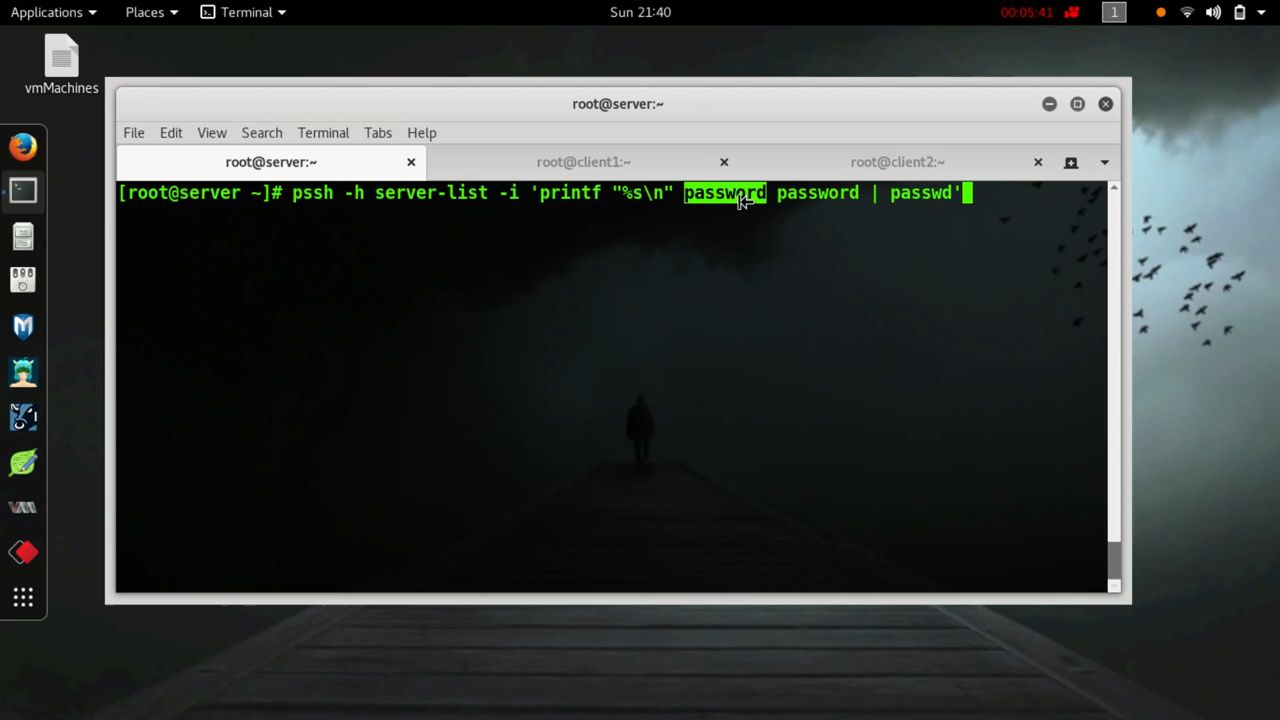 Applications Places Terminal Sun 21:40 00:05:41 1
vmMachines
root@server:~
File Edit View Search Terminal Tabs Help
root@server:~ root@client1:~ root@client2:~
[root@server ~]# pssh -h server-list -i 'printf "%s\n" password password | passwd'